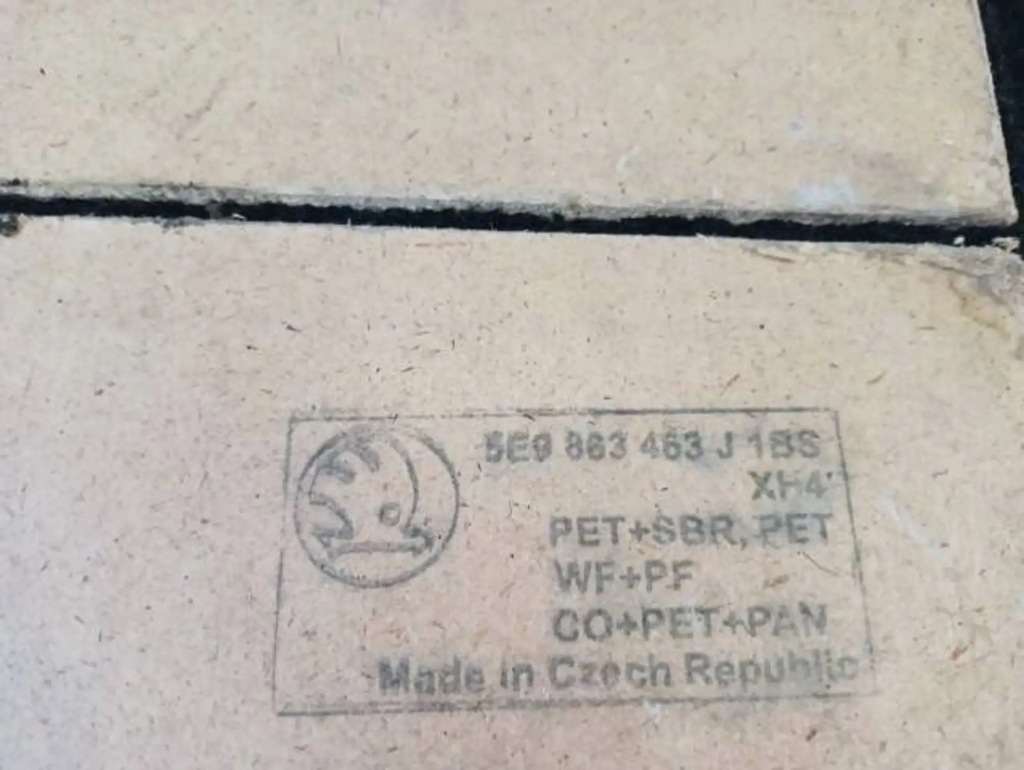 5E9 863 463 J 1BS
XH4
PET+SBR, PET
WF+PF
CO+PET+PAN
Made in Czech Republic